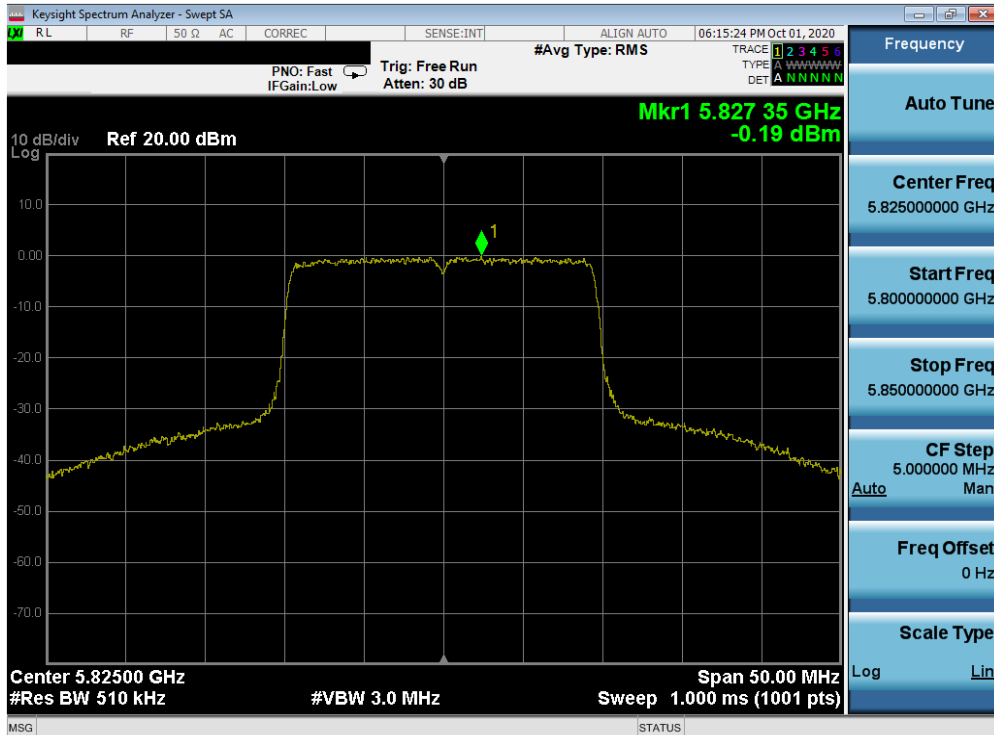 Keysight Spectrum Analyzer - Swept SA
LXI RL RF 50 Ω AC CORREC SENSE:INT ALIGN AUTO 06:15:24 PM Oct 01, 2020
#Avg Type: RMS
TRACE 1 2 3 4 5 6
TYPE A WWWWW
DET A N N N N N
PNO: Fast
IFGain:Low
Trig: Free Run
Atten: 30 dB
Mkr1 5.827 35 GHz
-0.19 dBm
10 dB/div Ref 20.00 dBm
Log
10.0
0.00
-10.0
-20.0
-30.0
-40.0
-50.0
-60.0
-70.0
1
Center 5.82500 GHz Span 50.00 MHz
#Res BW 510 kHz #VBW 3.0 MHz Sweep 1.000 ms (1001 pts)
MSG STATUS
Frequency
Auto Tune
Center Freq
5.825000000 GHz
Start Freq
5.800000000 GHz
Stop Freq
5.850000000 GHz
CF Step
5.000000 MHz
Auto Man
Freq Offset
0 Hz
Scale Type
Log Lin